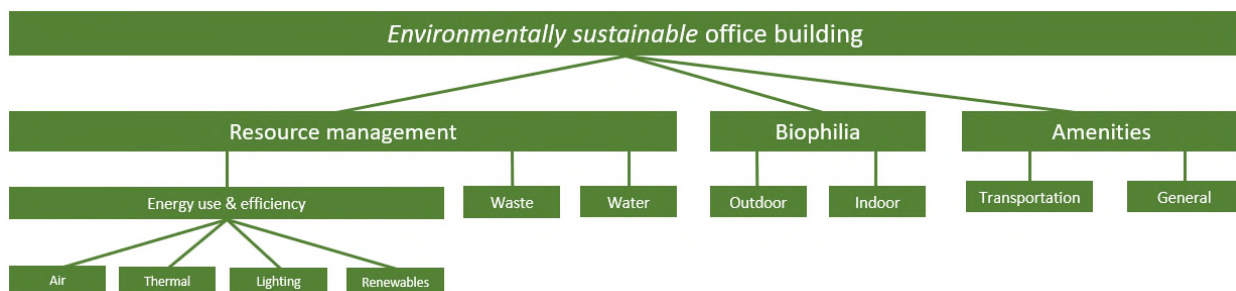 Environmentally sustainable office building
Resource management
Biophilia
Amenities
Energy use & efficiency
Waste
Water
Outdoor
Indoor
Transportation
General
Air
Thermal
Lighting
Renewables